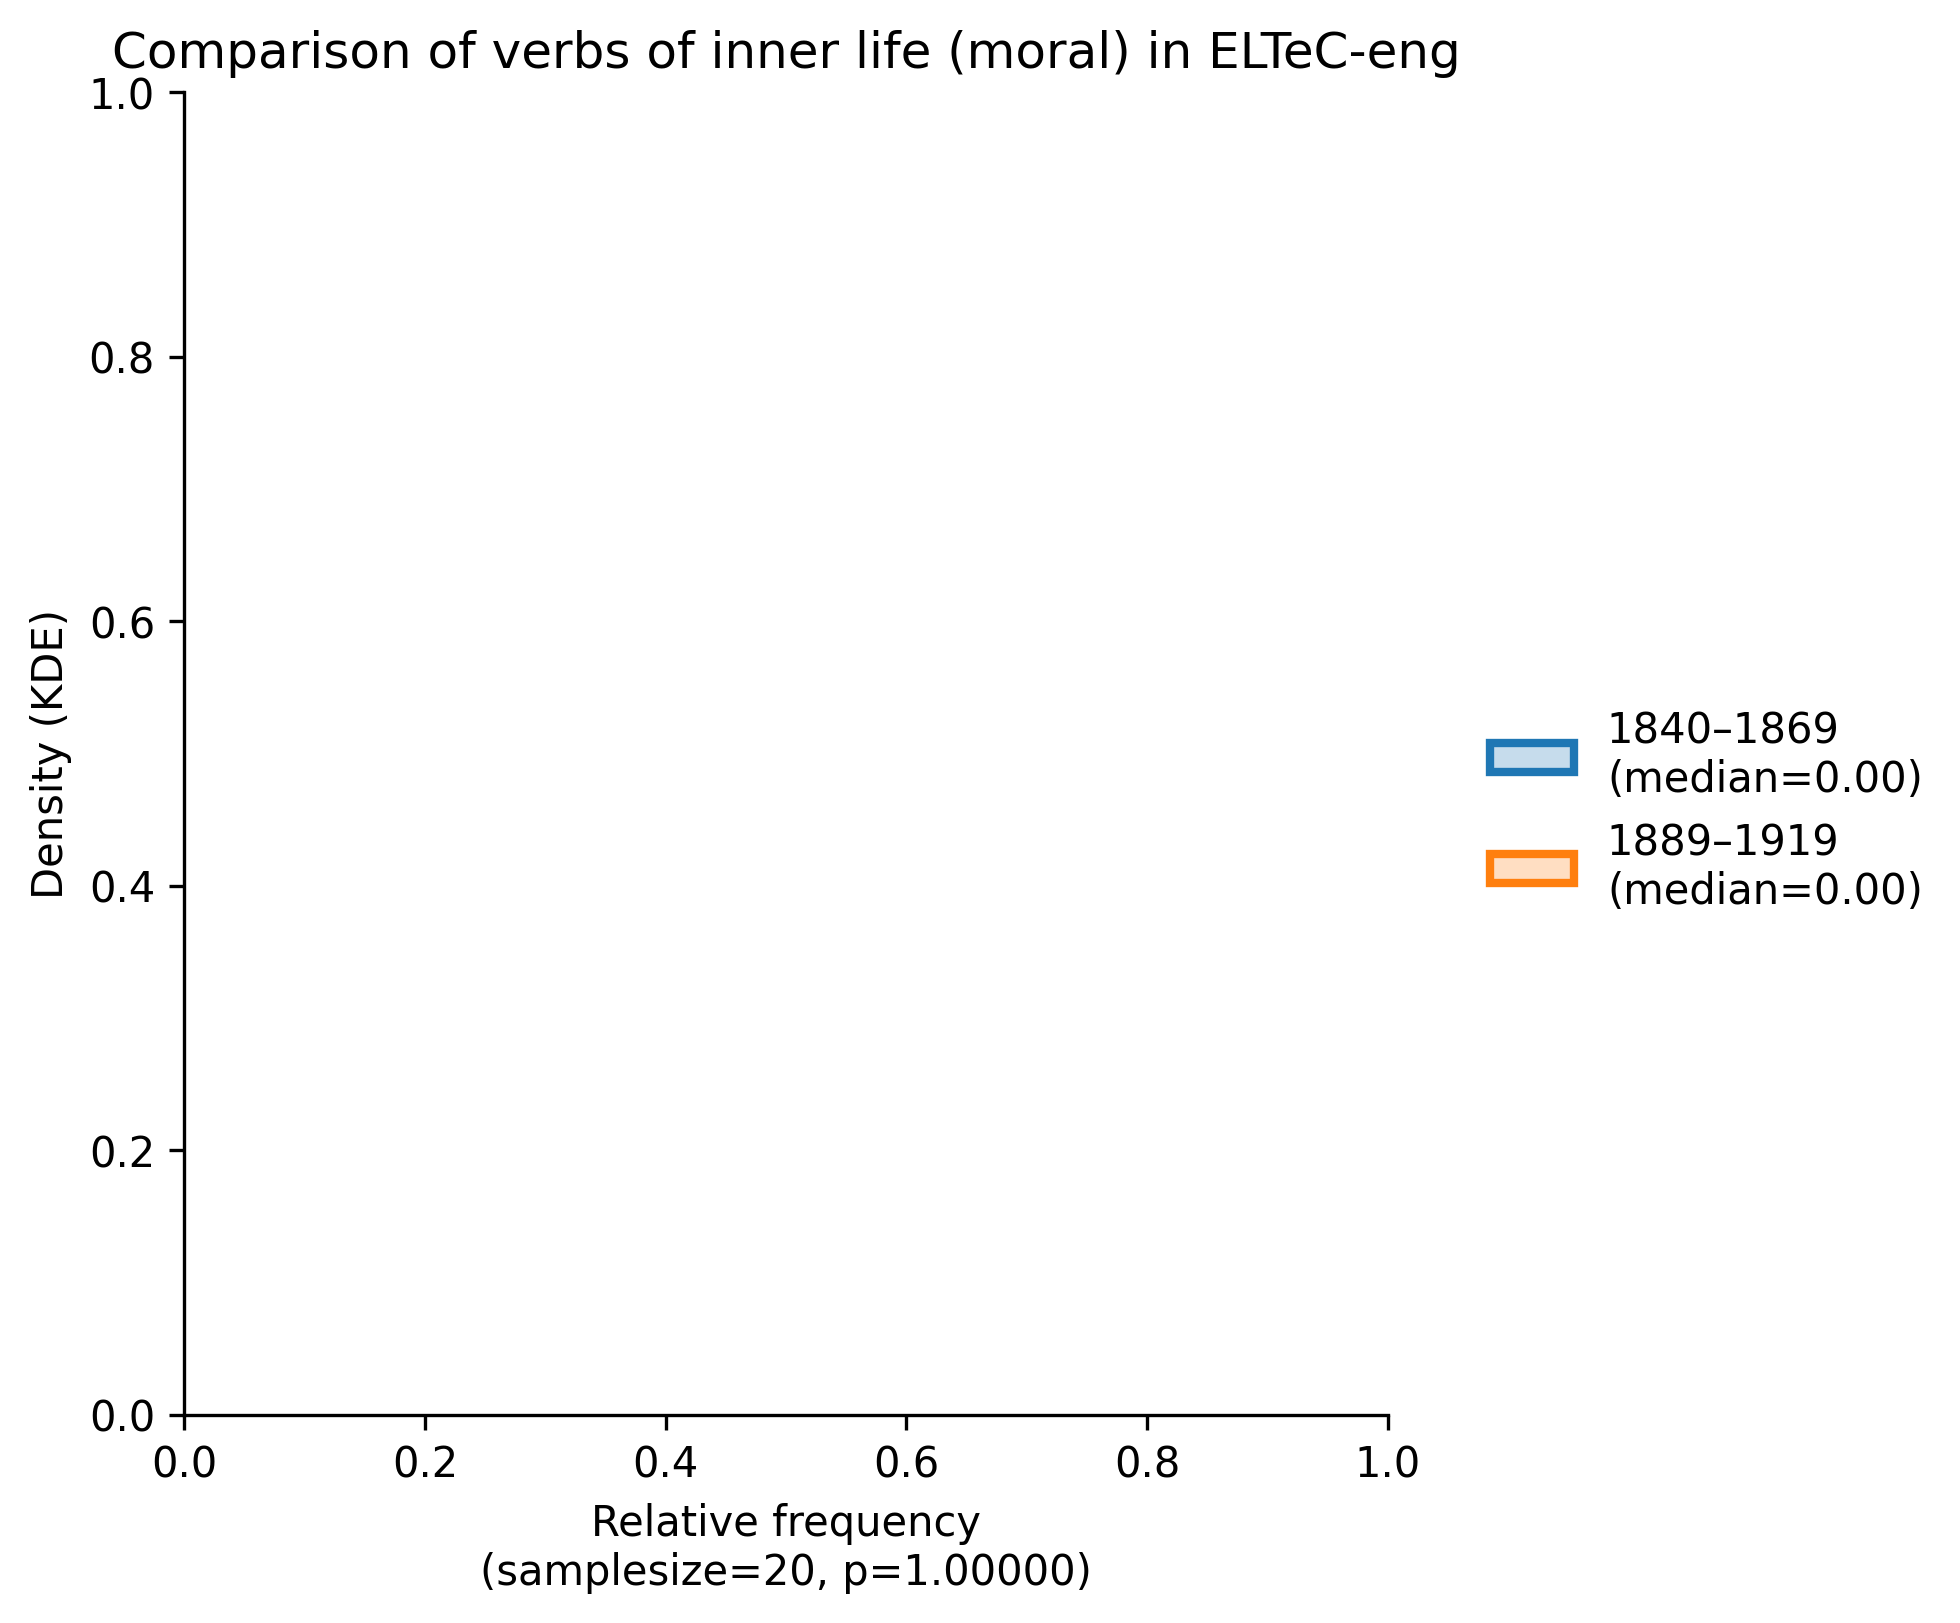 Comparison of verbs of inner life (moral) in ELTeC-eng
1.0
0.8
0.6
0.4
0.2
0.0
Density (KDE)
0.0 0.2 0.4 0.6 0.8 1.0
Relative frequency
(samplesize=20, p=1.00000)
1840–1869
(median=0.00)
1889–1919
(median=0.00)